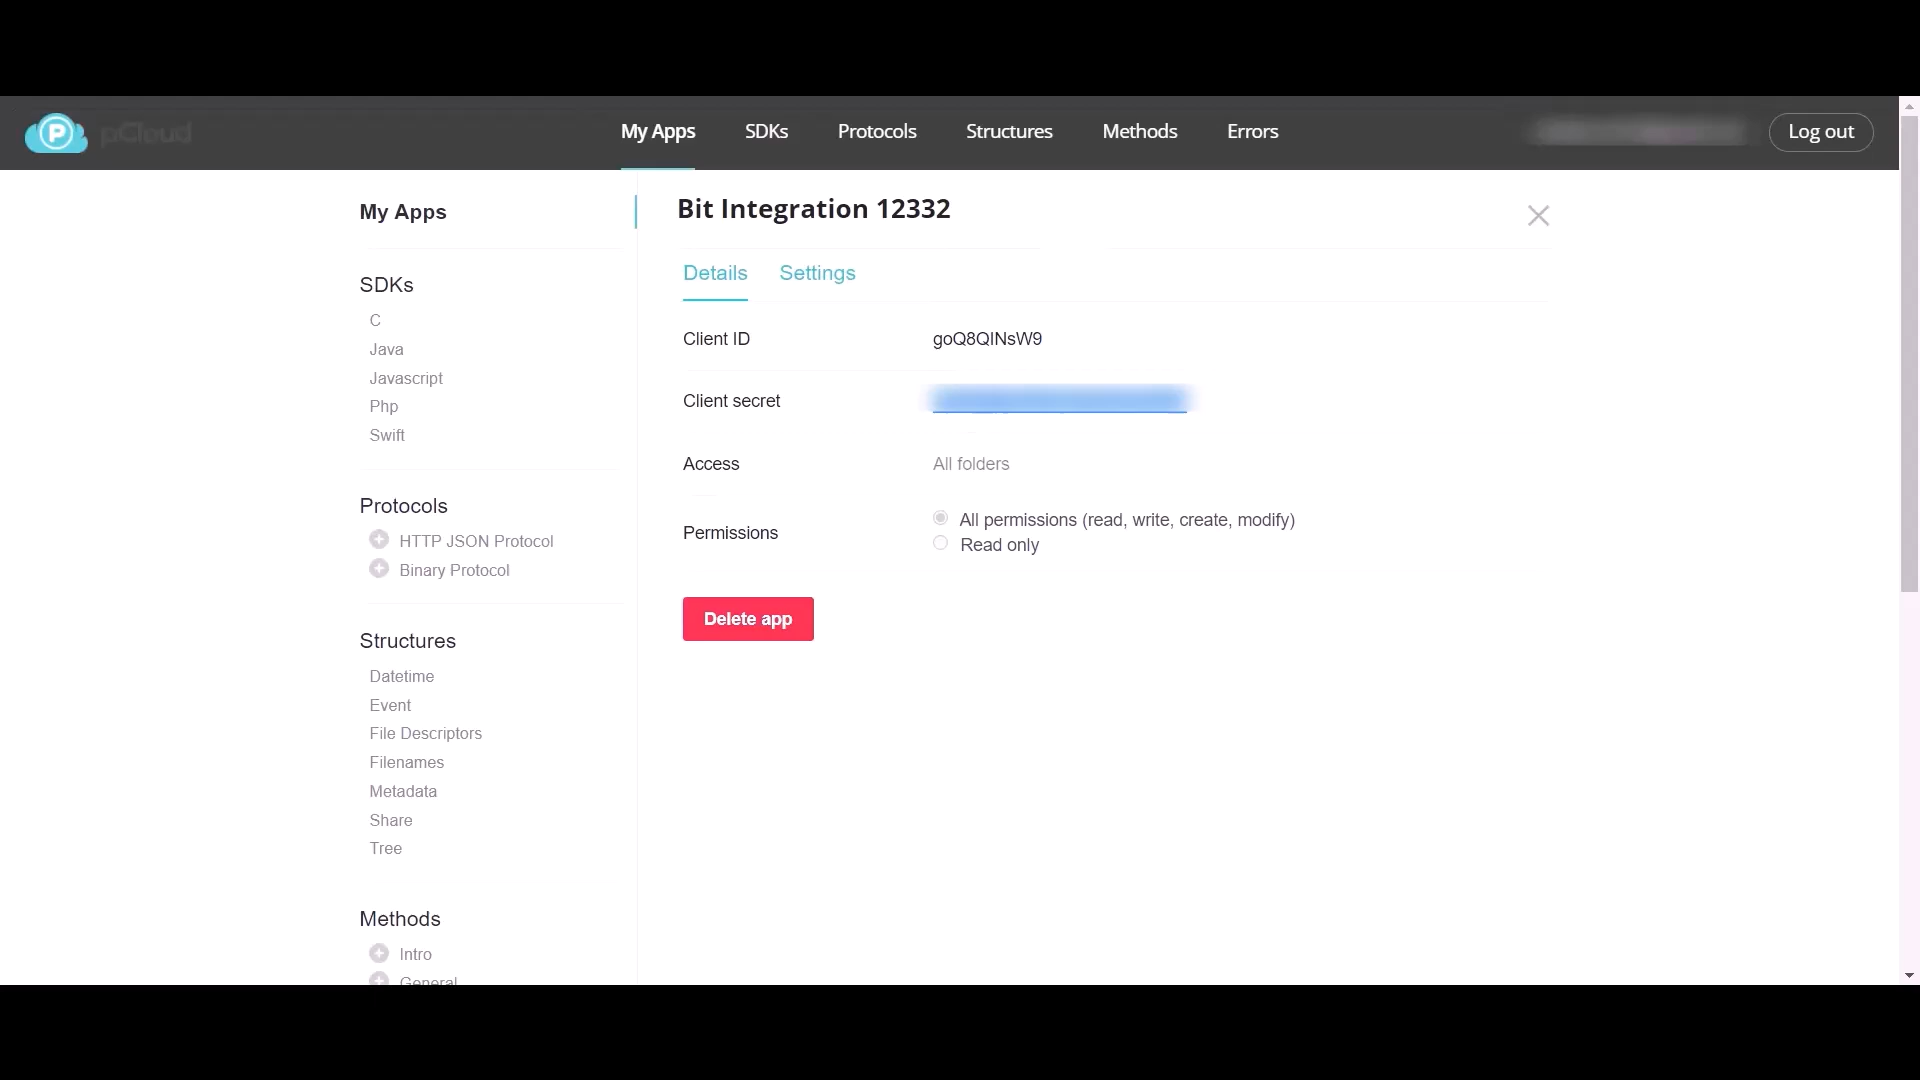 pCloud
My Apps SDKs Protocols Structures Methods Errors
Log out
My Apps
SDKs
C
Java
Javascript
Php
Swift
Protocols
HTTP JSON Protocol
Binary Protocol
Structures
Datetime
Event
File Descriptors
Filenames
Metadata
Share
Tree
Methods
Intro
General
Bit Integration 12332
Details Settings
Client ID goQ8QINsW9
Client secret
Access All folders
Permissions
All permissions (read, write, create, modify)
Read only
Delete app